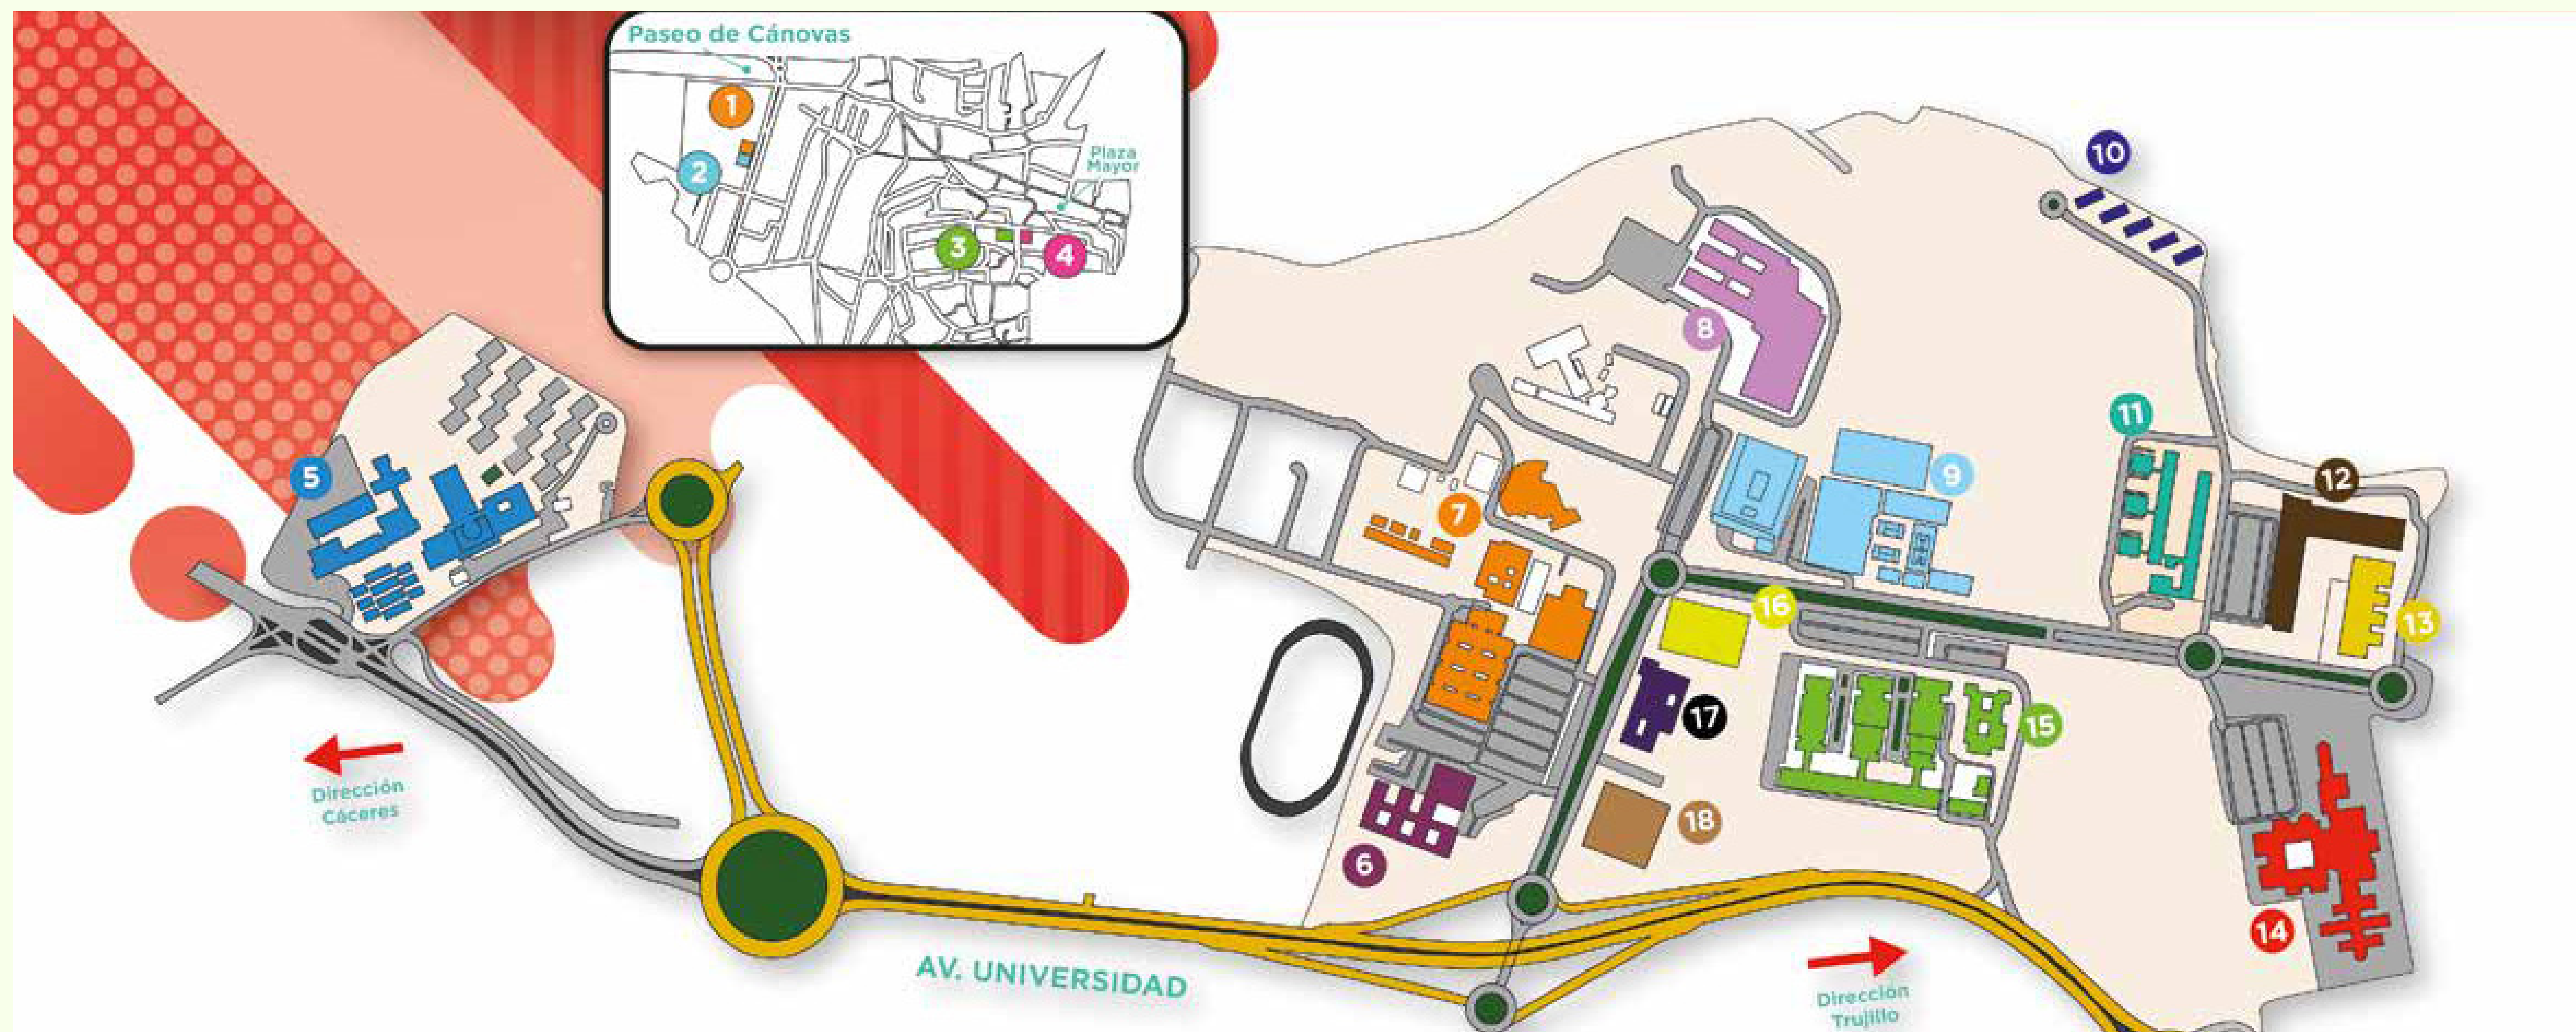 Paseo de Cánovas
1
2
Plaza
Mayor
3
4
10
8
11
5
9
12
7
16
13
17
15
Dirección
Cáceres
18
6
14
AV. UNIVERSIDAD
Dirección
Trujillo